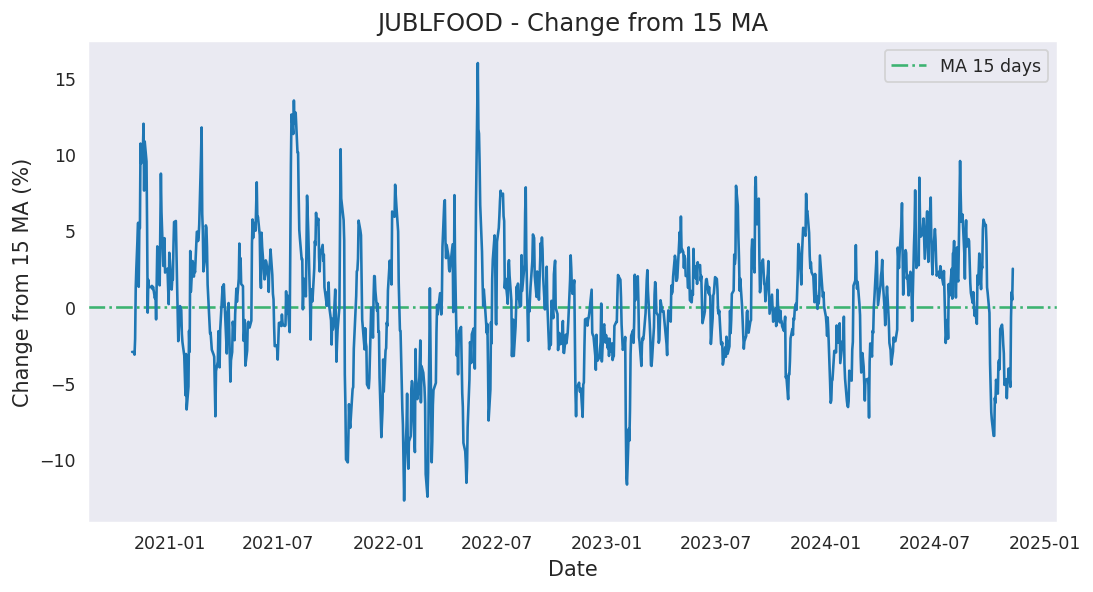 JUBLFOOD - Change from 15 MA
MA 15 days
Change from 15 MA (%)
15
10
5
0
−5
−10
2021-01 2021-07 2022-01 2022-07 2023-01 2023-07 2024-01 2024-07 2025-01
Date